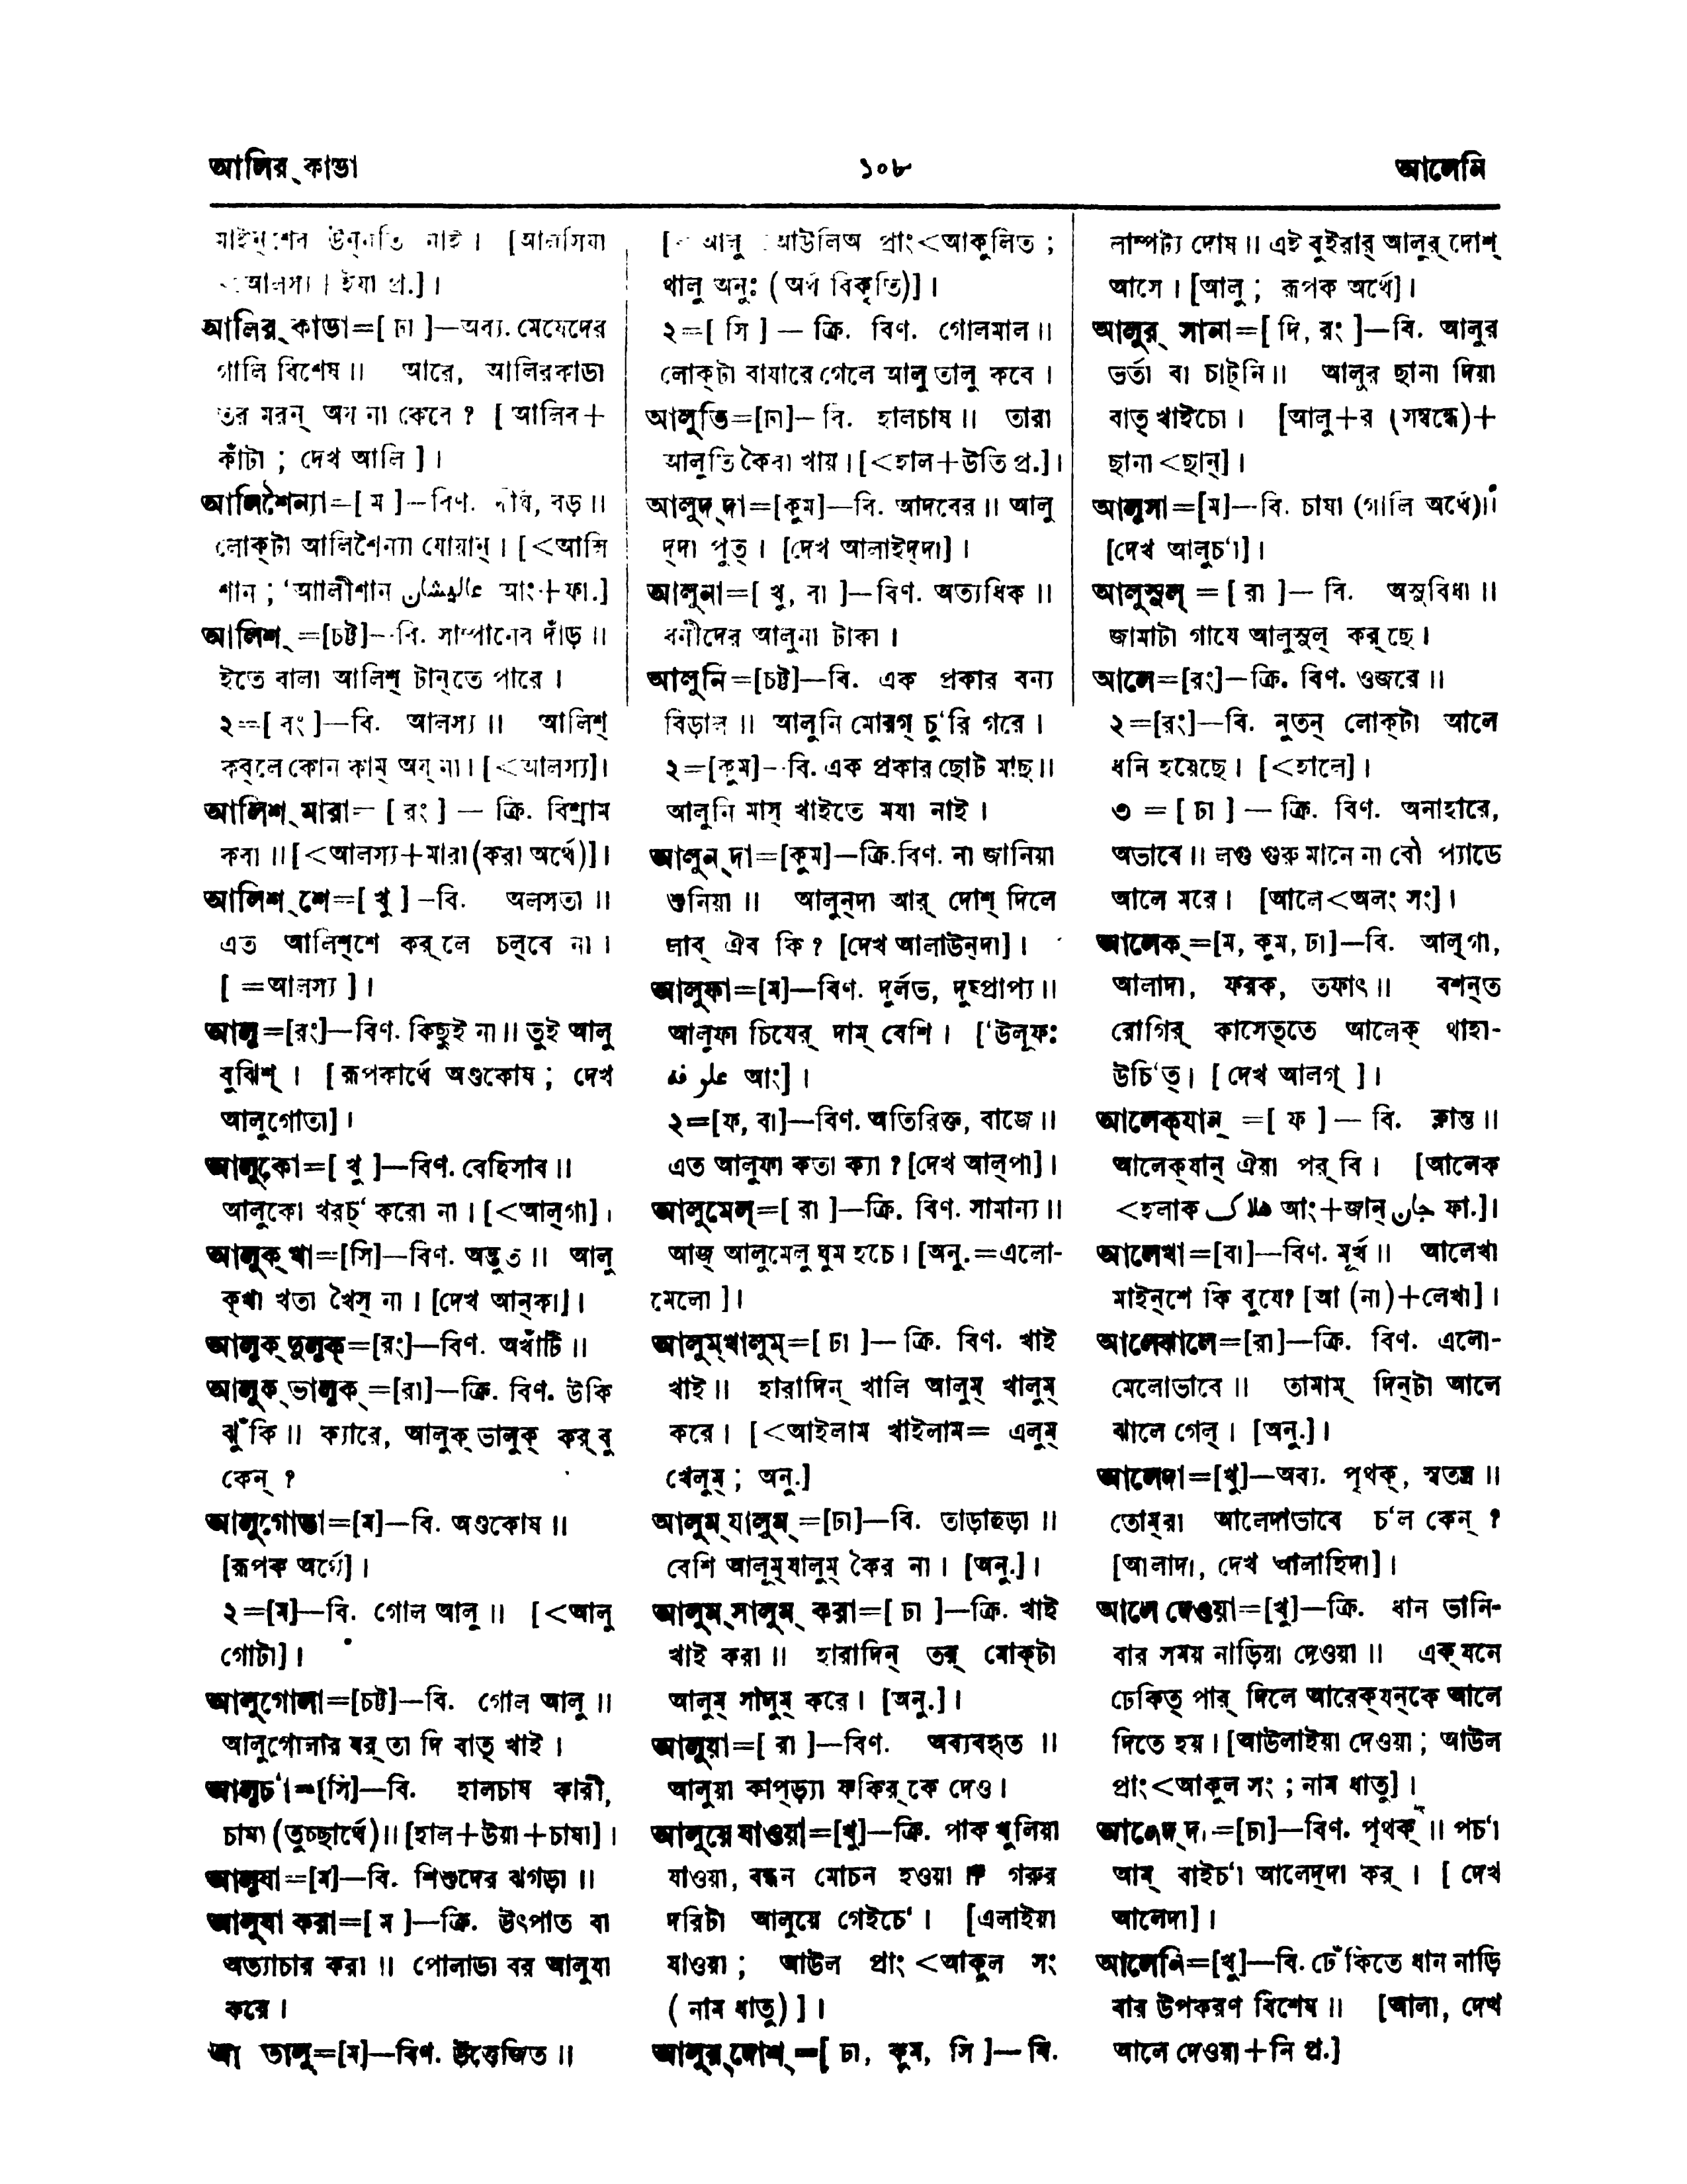 আলির্ কাডা
১০৮
আলেনি
মাইন্শের উন্নতি নাই । [আলসিয়া
আলস্য । ইয়া প্র.] ।
আলির্ কাডা=[ ঢা ]—অব্য. মেয়েদের
গালি বিশেষ ॥ আরে, আলিরকাডা
তর মরন্ অয় না কেরে ? [ আলির+
কাঁটা ; দেখ আলি ] ।
আলিশৈন্যা=[ ম ]—বিণ. দীর্ঘ, বড় ॥
লোক্টা আলিশৈন্যা যোয়ান্ । [<আলি
শান ; ‘আলীশান عاليشان আং+ফা.]
আলিশ্ =[চট্ট]—বি. সাম্পানের দাঁড় ॥
ইতে বালা আলিশ্ টান্তে পারে ।
২=[ রং ]—বি. আলস্য ॥ আলিশ্
কর্লে কোন কাম্ অয় না । [<আলস্য] ।
আলিশ্ মারা= [ রং ] — ক্রি. বিশ্রাম
করা ॥ [<আলস্য+মারা (করা অর্থে)] ।
আলিশ্ শে=[ খু ] –বি. অলসতা ॥
এত আলিশ্শে কর্লে চল্বে না ।
[ =আলস্য ] ।
আলু=[রং]—বিণ. কিছুই না ॥ তুই আলু
বুঝিশ্ । [ রূপকার্থে অণ্ডকোষ ; দেখ
আলুগোতা] ।
আলুকো=[ খু ]—বিণ. বেহিসাব ॥
আলুকো খরচ্‘ করো না । [<আল্গা] ।
আলুক্ খা=[সি]—বিণ. অদ্ভুত ॥ আলু
ক্খা খতা খৈস্ না । [দেখ আন্কা] ।
আলুক্ তুলুক্=[রং]—বিণ. অখাঁটি ॥
আলুক্ ভালুক্ =[রা]—ক্রি. বিণ. উকি
ঝুঁকি ॥ ক্যারে, আলুক্ ভালুক্ কর্বু
কেন্ ?
আলুগোতা=[ম]—বি. অণ্ডকোষ ॥
[রূপক অর্থে] ।
২=[ম]—বি. গোল আলু ॥ [<আলু
গোটা] ।
আলুগোলা=[চট্ট]—বি. গোল আলু ॥
আলুগোলার ঘর্তা দি বাত্ খাই ।
আলুচ‘া=[সি]—বি. হালচাষ কারী,
চাষা (তুচ্ছার্থে)॥ [হাল+উয়া+চাষা] ।
আলুযা=[ম]—বি. শিশুদের ঝগড়া ॥
আলুযা করা=[ ম ]—ক্রি. উৎপাত বা
অত্যাচার করা ॥ পোলাডা বর আলুযা
করে ।
তালু=[ম]—বিণ. উত্তেজিত ॥
আলু আউলিঅ প্রাং<আকুলিত ;
থালু অনুঃ (অর্থ বিকৃতি)] ।
২=[ সি ] — ক্রি. বিণ. গোলমাল ॥
লোক্টা বাযারে গেলে আলু তালু করে ।
আলুতি=[ঢা]—বি. হালচাষ ॥ তারা
আলুতি কৈরা খায় । [<হাল+উতি প্র.] ।
আলুদ্ দা=[কুম]—বি. আদবের ॥ আলু
দ্দা পুত্ । [দেখ আলাইদ্দা] ।
আলুনা=[ খু, বা ]—বিণ. অত্যধিক ॥
ধনীদের আলুনা টাকা ।
আলুনি=[চট্ট]—বি. এক প্রকার বন্য
বিড়াল ॥ আলুনি মোরগ্ চু‘রি গরে ।
২=[কুম]—বি. এক প্রকার ছোট মাছ ॥
আলুনি মাস্ খাইতে মযা নাই ।
আলুন্ দা=[কুম]—ক্রি.বিণ. না জানিয়া
শুনিয়া ॥ আলুন্দা আর্ দোশ্ দিলে
লাব্ ঐব কি ? [দেখ আলাউন্দা] ।
আলুফা=[ম]—বিণ. দুর্লভ, দুষ্প্রাপ্য ॥
আলুফা চিযের্ দাম্ বেশি । [‘উলূফঃ
علوفه আং] ।
২=[ফ, বা]—বিণ. অতিরিক্ত, বাজে ॥
এত আলুফা কতা ক্যা ? [দেখ আল্পা] ।
আলুমেলু=[ রা ]—ক্রি. বিণ. সামান্য ॥
আজ্ আলুমেলু ঘুম হচে । [অনু.=এলো-
মেলো ] ।
আলুম্খালুম্=[ ঢা ]— ক্রি. বিণ. খাই
খাই ॥ হারাদিন্ খালি আলুম্ খালুম্
করে । [<আইলাম খাইলাম= এলুম্
খেলুম্ ; অনু.]
আলুম্ যালুম্ =[ঢা]—বি. তাড়াহুড়া ॥
বেশি আলুম্যালুম্ কৈর না । [অনু.] ।
আলুম্ সালুম্ করা=[ ঢা ]—ক্রি. খাই
খাই করা ॥ হারাদিন্ তর্ মোক্টা
আলুম্ সালুম্ করে । [অনু.] ।
আলুয়া=[ রা ]—বিণ. অব্যবহৃত ॥
আলুয়া কাপ্ড়্যা ফকির্কে দেও ।
আলুয়ে যাওয়া=[খু]—ক্রি. পাক খুলিয়া
যাওয়া, বন্ধন মোচন হওয়া ॥ গরুর
দরিটা আলুয়ে গেইচে‘ । [এলাইয়া
যাওয়া ; আউল প্রাং <আকুল সং
( নাম ধাতু) ] ।
আলুর্ দোশ্ =[ ঢা, কুম, সি ]—বি.
লাম্পট্য দোষ ॥ এই বুইরার্ আলুর্ দোশ্
আসে । [আলু ; রূপক অর্থে] ।
আলুর্ সানা=[ দি, রং ]—বি. আলুর
ভর্তা বা চাট্নি ॥ আলুর ছানা দিয়া
বাত্ খাইচো । [আলু+র (সম্বন্ধে)+
ছানা <ছান্] ।
আলুসা=[ম]—বি. চাষা (গালি অর্থে)॥
[দেখ আলুচ‘া] ।
আলুসুল্ = [ রা ]— বি. অসুবিধা ॥
জামাটা গাযে আলুসুল্ কর্ছে ।
আলে=[রং]—ক্রি. বিণ. ওজরে ॥
২=[রং]—বি. নুতন্ লোক্টা আলে
ধনি হয়েছে । [<হালে] ।
৩ = [ ঢা ] — ক্রি. বিণ. অনাহারে,
অভাবে ॥ লগু গুরু মানে না বৌ প্যাডে
আলে মরে । [আলে<অলং সং] ।
আলেক্ =[ম, কুম, ঢা]—বি. আল্গা,
আলাদা, ফরক, তফাৎ ॥ বশন্ত
রোগির্ কাসেত্তে আলেক্ থাহা-
উচি‘ত্ । [ দেখ আলগ্ ] ।
আলেক্যান্ =[ ফ ] — বি. ক্লান্ত ॥
আলেক্যান্ ঐয়া পর্বি । [আলেক
<হলাক هلاک আং+জান্ جان ফা.] ।
আলেখা=[বা]—বিণ. মূর্খ ॥ আলেখা
মাইন্শে কি বুযে? [আ (না)+লেখা] ।
আলেঝালে=[রা]—ক্রি. বিণ. এলো-
মেলোভাবে ॥ তামাম্ দিন্টা আলে
ঝালে গেল্ । [অনু.] ।
আলেদা=[খু]—অব্য. পৃথক্, স্বতন্ত্র ॥
তোম্রা আলেদাভাবে চ‘ল কেন্ ?
[আলাদা, দেখ আলাহিদা] ।
আলে দেওয়া=[খু]—ক্রি. ধান ভানি-
বার সময় নাড়িয়া দেওয়া ॥ এক্ যনে
ঢেকিত্ পার্ দিলে আরেক্যন্কে আলে
দিতে হয় । [আউলাইয়া দেওয়া ; আউল
প্রাং<আকুল সং ; নাম ধাতু] ।
আলেদ্ দা=[ঢা]—বিণ. পৃথক্ ॥ পচ‘া
আম্ বাইচ‘া আলেদ্দা কর্ । [ দেখ
আলেদা] ।
আলেনি=[খু]—বি. ঢেঁকিতে ধান নাড়ি
বার উপকরণ বিশেষ ॥ [আলা, দেখ
আলে দেওয়া+নি প্র.]